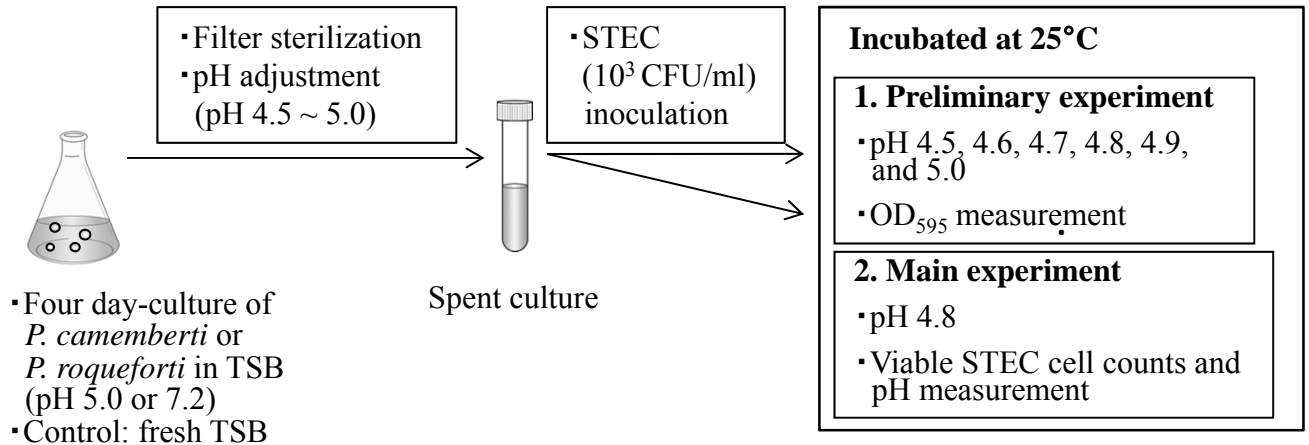 ▪Filter sterilization
▪pH adjustment
(pH 4.5 ~ 5.0)
▪STEC
(10³ CFU/ml)
inoculation
Incubated at 25°C
1. Preliminary experiment
▪pH 4.5, 4.6, 4.7, 4.8, 4.9,
and 5.0
▪OD₅₉₅ measurement
2. Main experiment
▪pH 4.8
▪Viable STEC cell counts and
pH measurement
Spent culture
▪Four day-culture of
P. camemberti or
P. roqueforti in TSB
(pH 5.0 or 7.2)
▪Control: fresh TSB